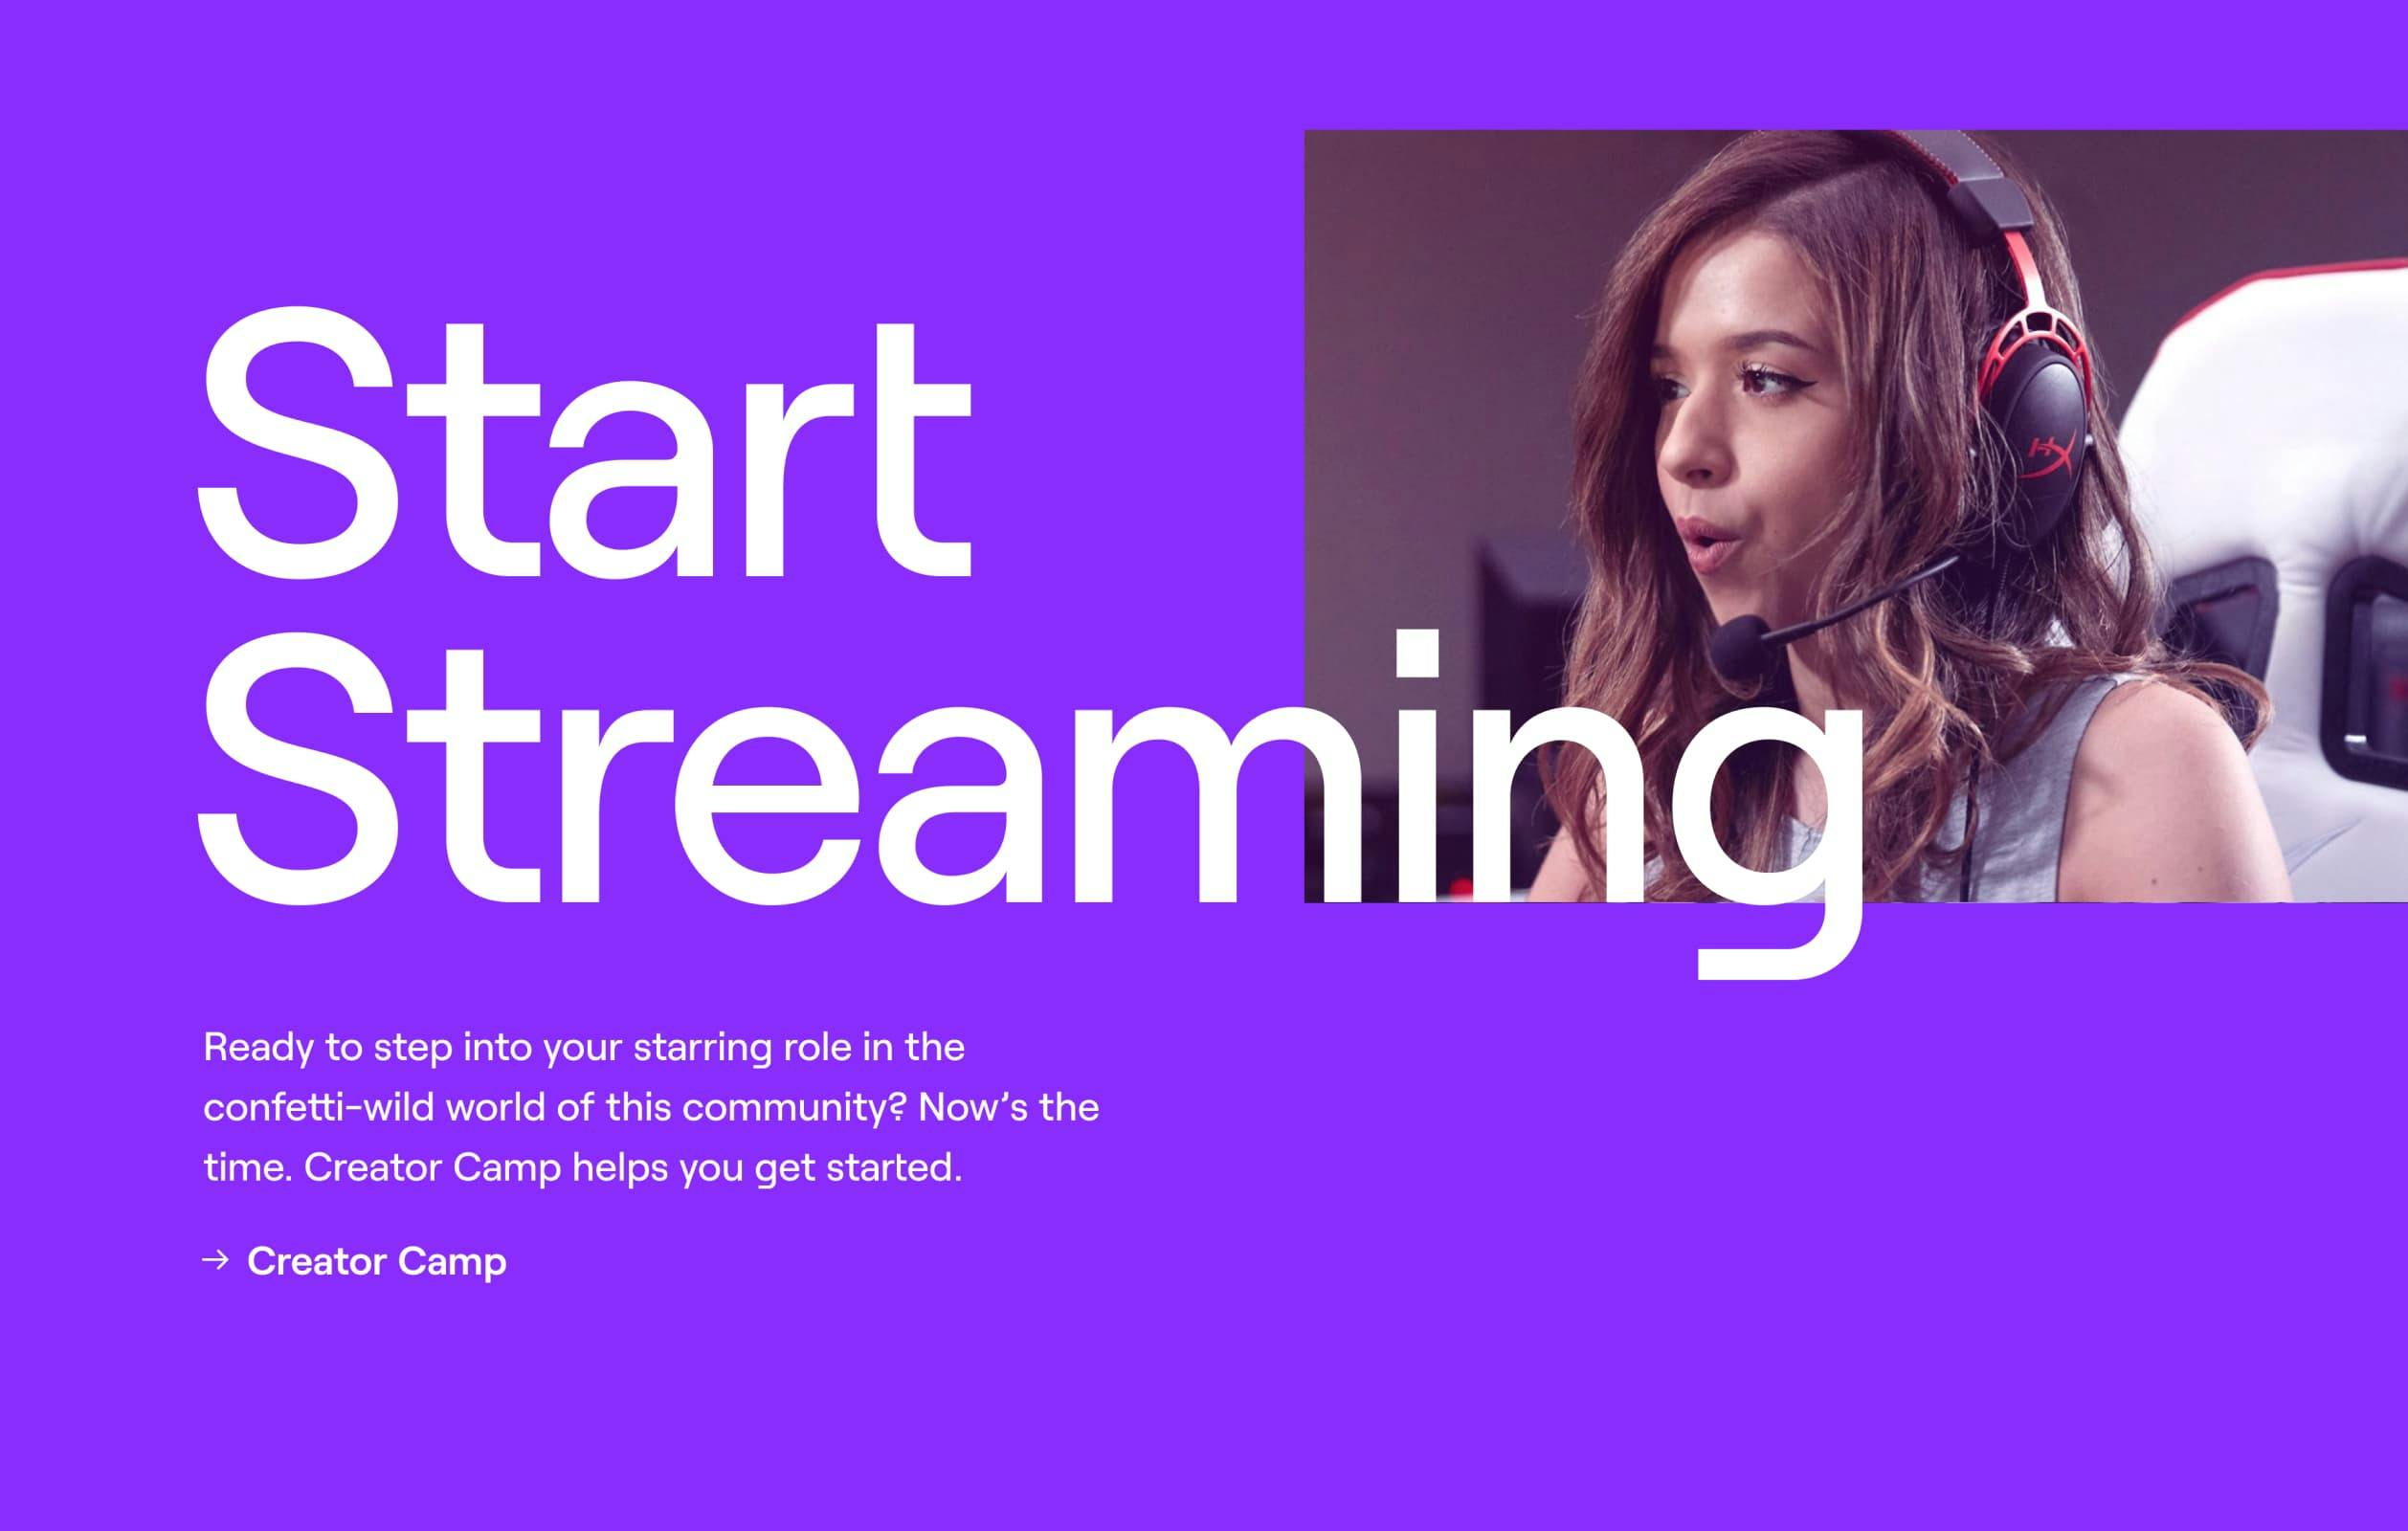 Start
Streaming
Ready to step into your starring role in the
confetti-wild world of this community? Now’s the
time. Creator Camp helps you get started.
→ Creator Camp
HX